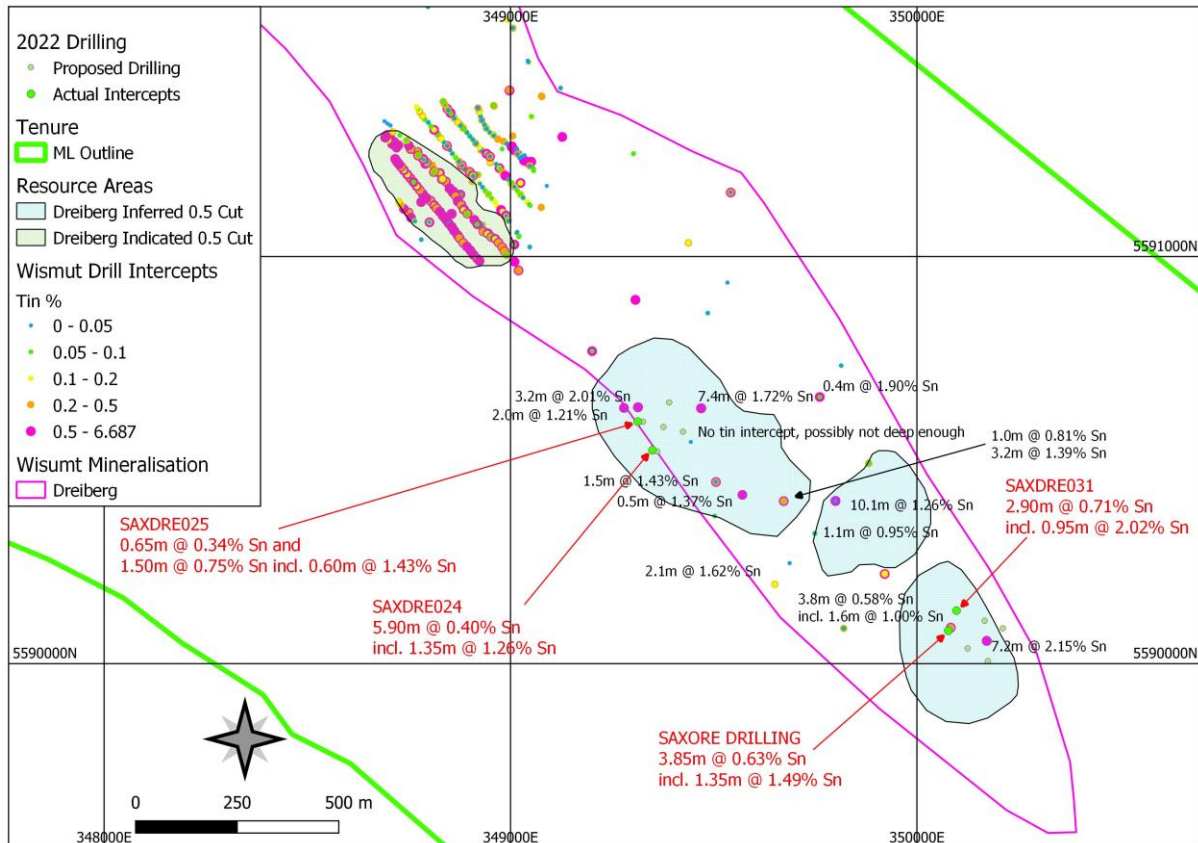 349000E
350000E
2022 Drilling
Proposed Drilling
Actual Intercepts
Tenure
ML Outline
Resource Areas
Dreiberg Inferred 0.5 Cut
Dreiberg Indicated 0.5 Cut
Wismut Drill Intercepts
Tin %
0 - 0.05
0.05 - 0.1
0.1 - 0.2
0.2 - 0.5
0.5 - 6.687
Wisumt Mineralisation
Dreiberg
5591000N
3.2m @ 2.01% Sn
2.0m @ 1.21% Sn
7.4m @ 1.72% Sn
0.4m @ 1.90% Sn
No tin intercept, possibly not deep enough
1.0m @ 0.81% Sn
3.2m @ 1.39% Sn
1.5m @ 1.43% Sn
0.5m @ 1.37% Sn
10.1m @ 1.26% Sn
1.1m @ 0.95% Sn
SAXDRE031
2.90m @ 0.71% Sn
incl. 0.95m @ 2.02% Sn
SAXDRE025
0.65m @ 0.34% Sn and
1.50m @ 0.75% Sn incl. 0.60m @ 1.43% Sn
2.1m @ 1.62% Sn
SAXDRE024
5.90m @ 0.40% Sn
incl. 1.35m @ 1.26% Sn
3.8m @ 0.58% Sn
incl. 1.6m @ 1.00% Sn
7.2m @ 2.15% Sn
5590000N
SAXORE DRILLING
3.85m @ 0.63% Sn
incl. 1.35m @ 1.49% Sn
0 250 500 m
348000E
349000E
350000E